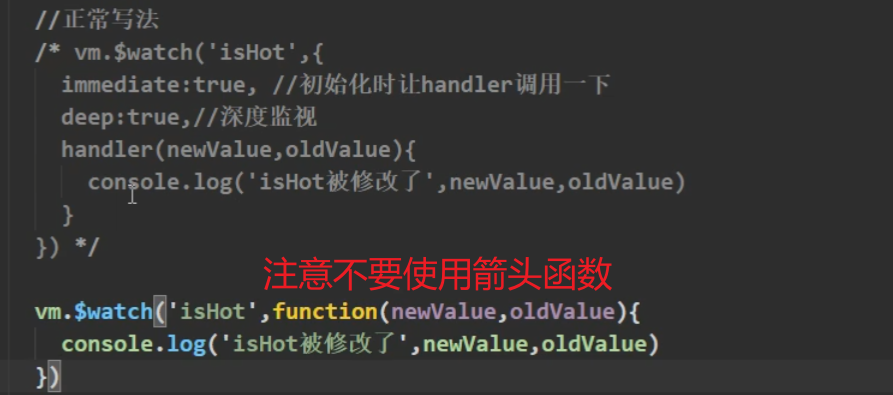 //正常写法
/* vm.$watch('isHot',{
immediate:true, //初始化时让handler调用一下
deep:true,//深度监视
handler(newValue,oldValue){
console.log('isHot被修改了',newValue,oldValue)
}
}) */
注意不要使用箭头函数
vm.$watch('isHot',function(newValue,oldValue){
console.log('isHot被修改了',newValue,oldValue)
})